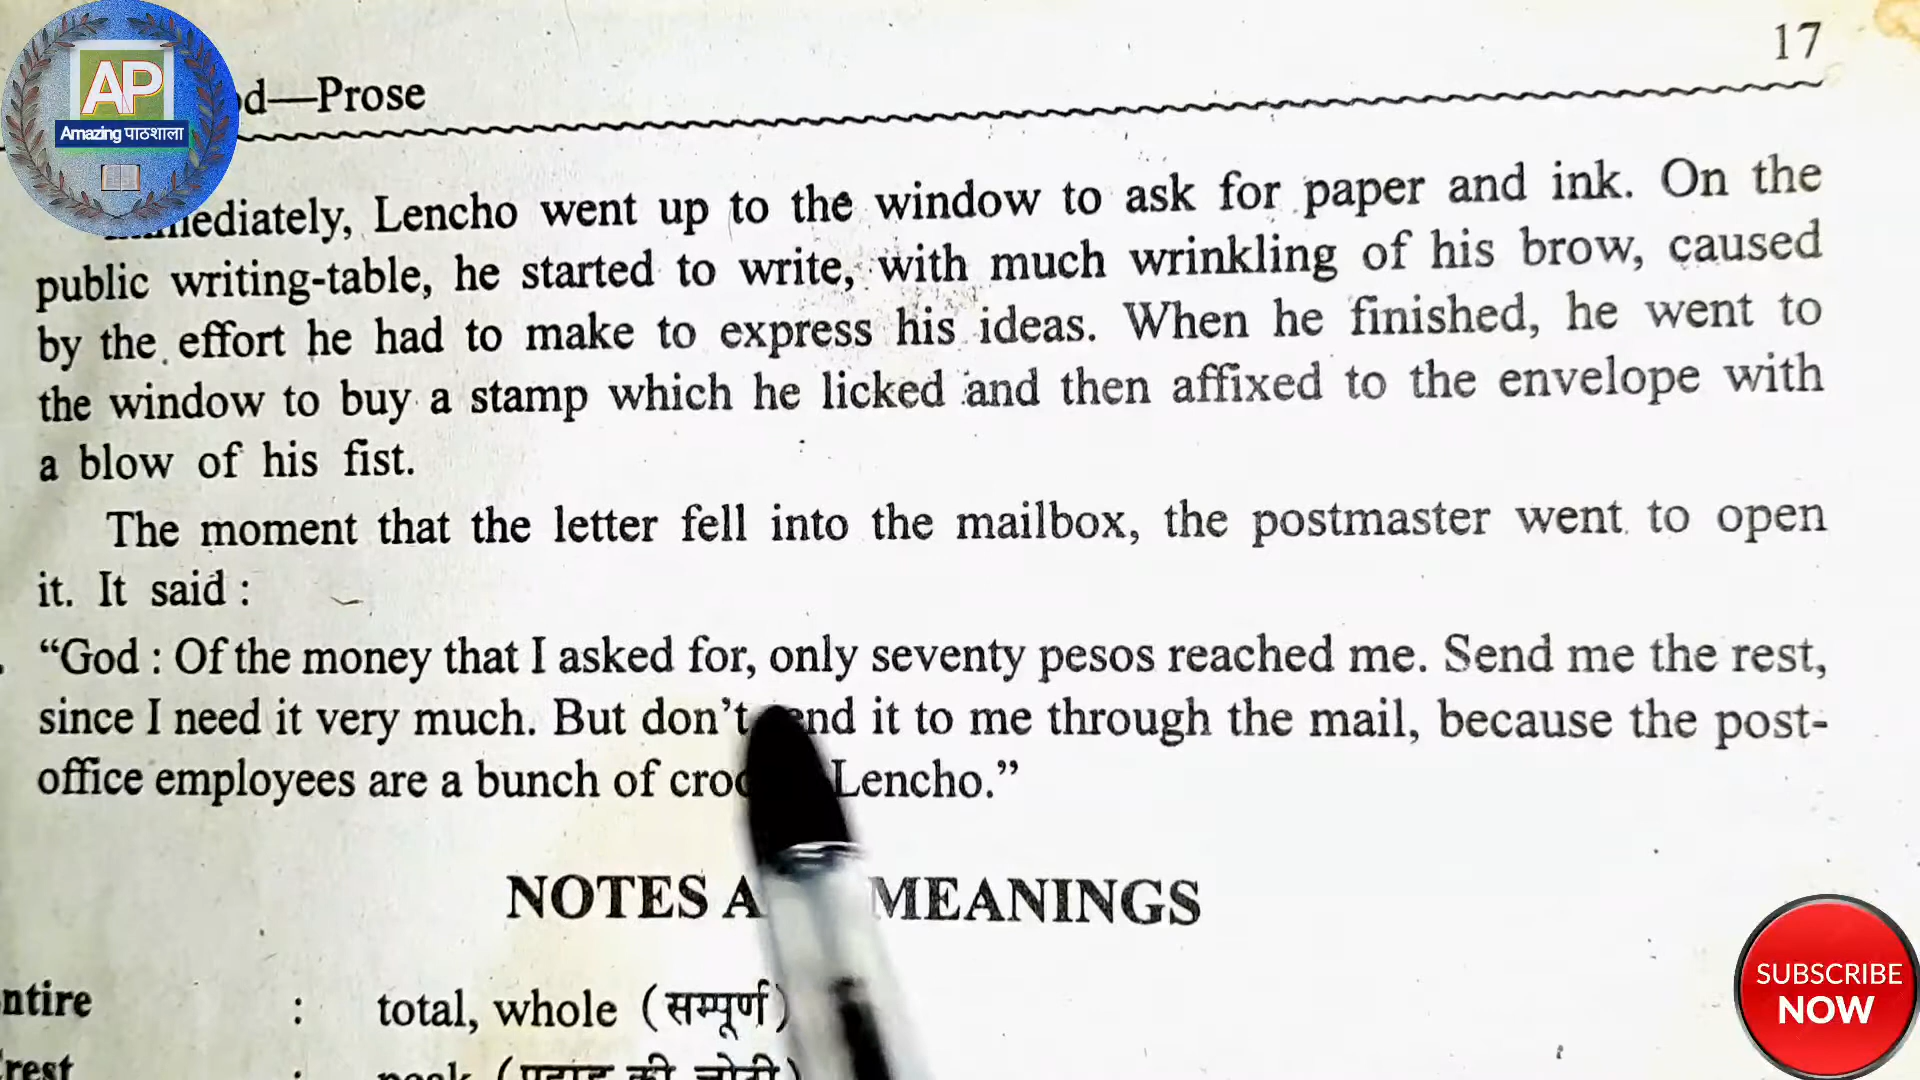 17
AP
Amazing पाठशाला
—Prose
Lencho went up to the window to ask for paper and ink. On the
public writing-table, he started to write, with much wrinkling of his brow, caused
by the effort he had to make to express his ideas. When he finished, he went to
the window to buy a stamp which he licked and then affixed to the envelope with
a blow of his fist.
The moment that the letter fell into the mailbox, the postmaster went to open
it. It said :
“God : Of the money that I asked for, only seventy pesos reached me. Send me the rest,
since I need it very much. But don’t it to me through the mail, because the post-
office employees are a bunch of Lencho.”
NOTES MEANINGS
: total, whole (सम्पूर्ण)
SUBSCRIBE
NOW